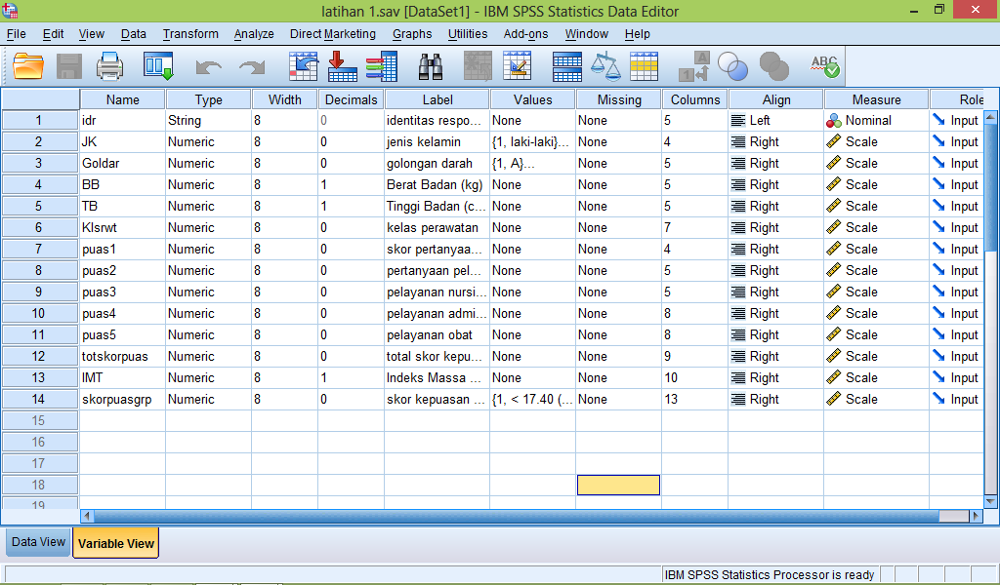 latihan 1.sav [DataSet1] - IBM SPSS Statistics Data Editor
File Edit View Data Transform Analyze Direct Marketing Graphs Utilities Add-ons Window Help
A
1 4
ABC
Name Type Width Decimals Label Values Missing Columns Align Measure Role
1 idr String 8 0 identitas respo... None None 5 Left Nominal Input
2 JK Numeric 8 0 jenis kelamin {1, laki-laki}... None 4 Right Scale Input
3 Goldar Numeric 8 0 golongan darah {1, A}... None 5 Right Scale Input
4 BB Numeric 8 1 Berat Badan (kg) None None 5 Right Scale Input
5 TB Numeric 8 1 Tinggi Badan (c... None None 5 Right Scale Input
6 Klsrwt Numeric 8 0 kelas perawatan None None 7 Right Scale Input
7 puas1 Numeric 8 0 skor pertanyaa... None None 4 Right Scale Input
8 puas2 Numeric 8 0 pertanyaan pel... None None 5 Right Scale Input
9 puas3 Numeric 8 0 pelayanan nursi... None None 5 Right Scale Input
10 puas4 Numeric 8 0 pelayanan admi... None None 8 Right Scale Input
11 puas5 Numeric 8 0 pelayanan obat None None 8 Right Scale Input
12 totskorpuas Numeric 8 0 total skor kepu... None None 9 Right Scale Input
13 IMT Numeric 8 1 Indeks Massa ... None None 10 Right Scale Input
14 skorpuasgrp Numeric 8 0 skor kepuasan ... {1, < 17.40 (... None 13 Right Scale Input
15
16
17
18
19
Data View Variable View
IBM SPSS Statistics Processor is ready